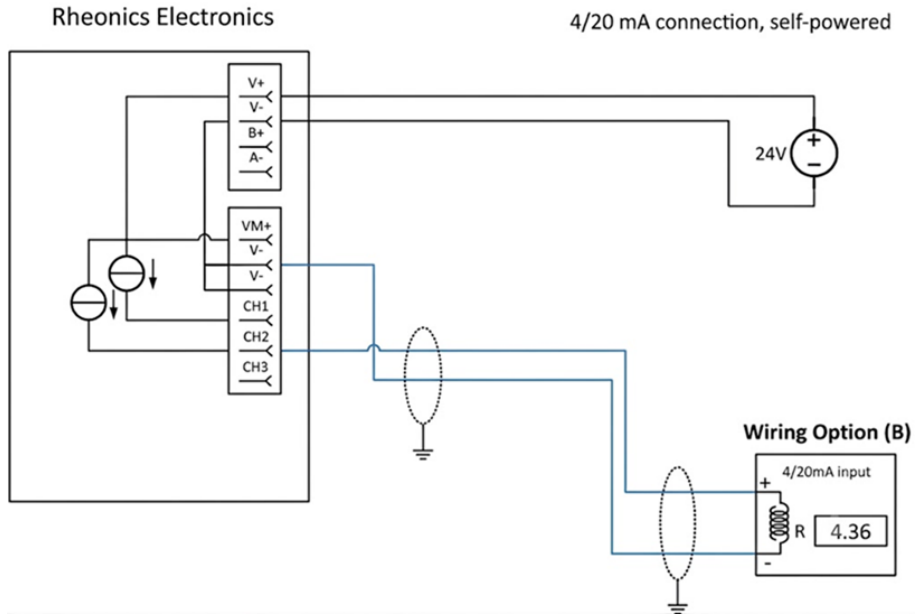 Rheonics Electronics
4/20 mA connection, self-powered
V+
V-
B+
A-
24V
+
–
VM+
V-
V-
CH1
CH2
CH3
Wiring Option (B)
4/20mA input
+
R
4.36
-